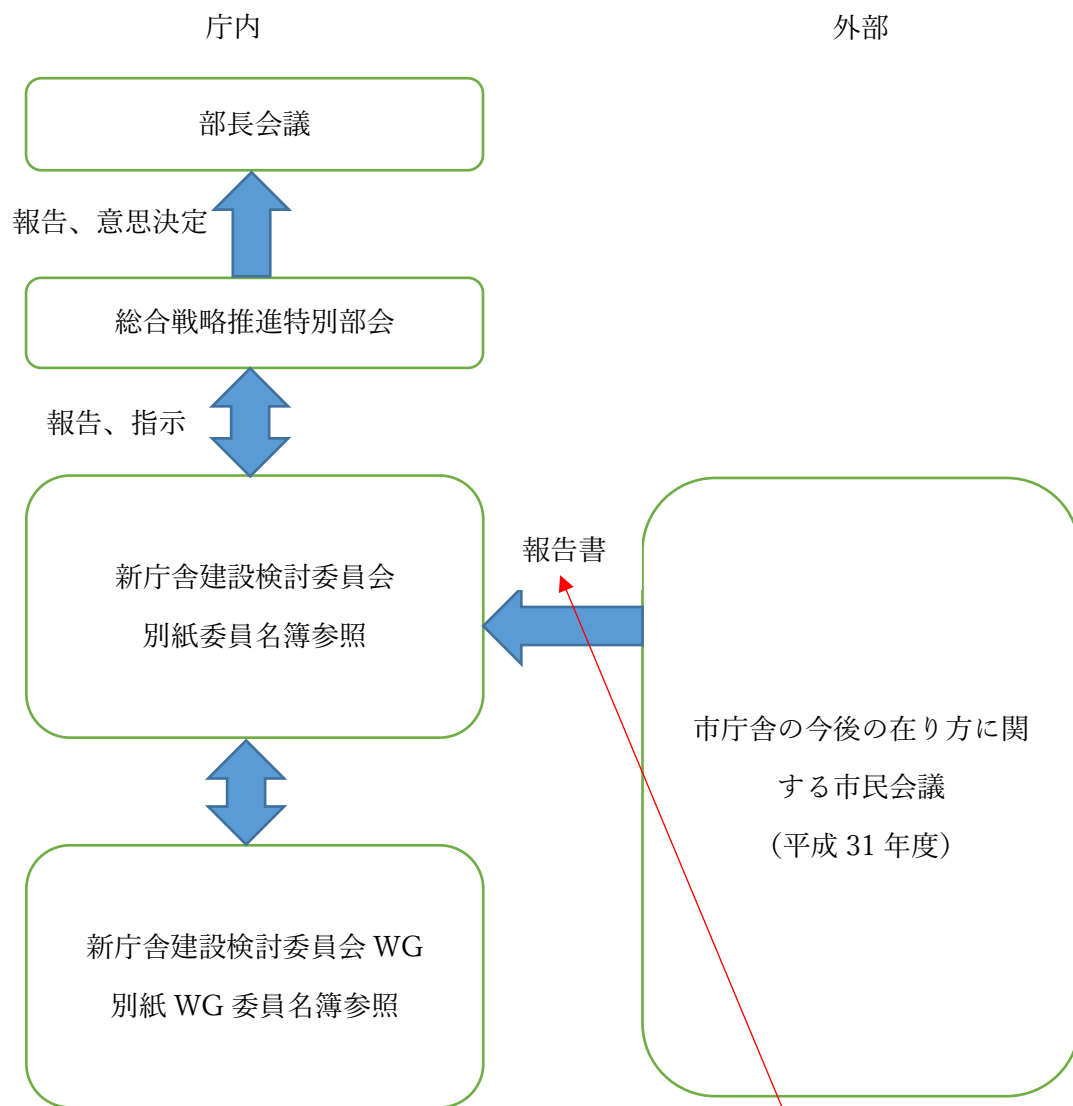 庁内
外部
部長会議
報告、意思決定
総合戦略推進特別部会
報告、指示
新庁舎建設検討委員会
別紙委員名簿参照
報告書
市庁舎の今後の在り方に関
する市民会議
（平成 31 年度）
新庁舎建設検討委員会 WG
別紙 WG 委員名簿参照